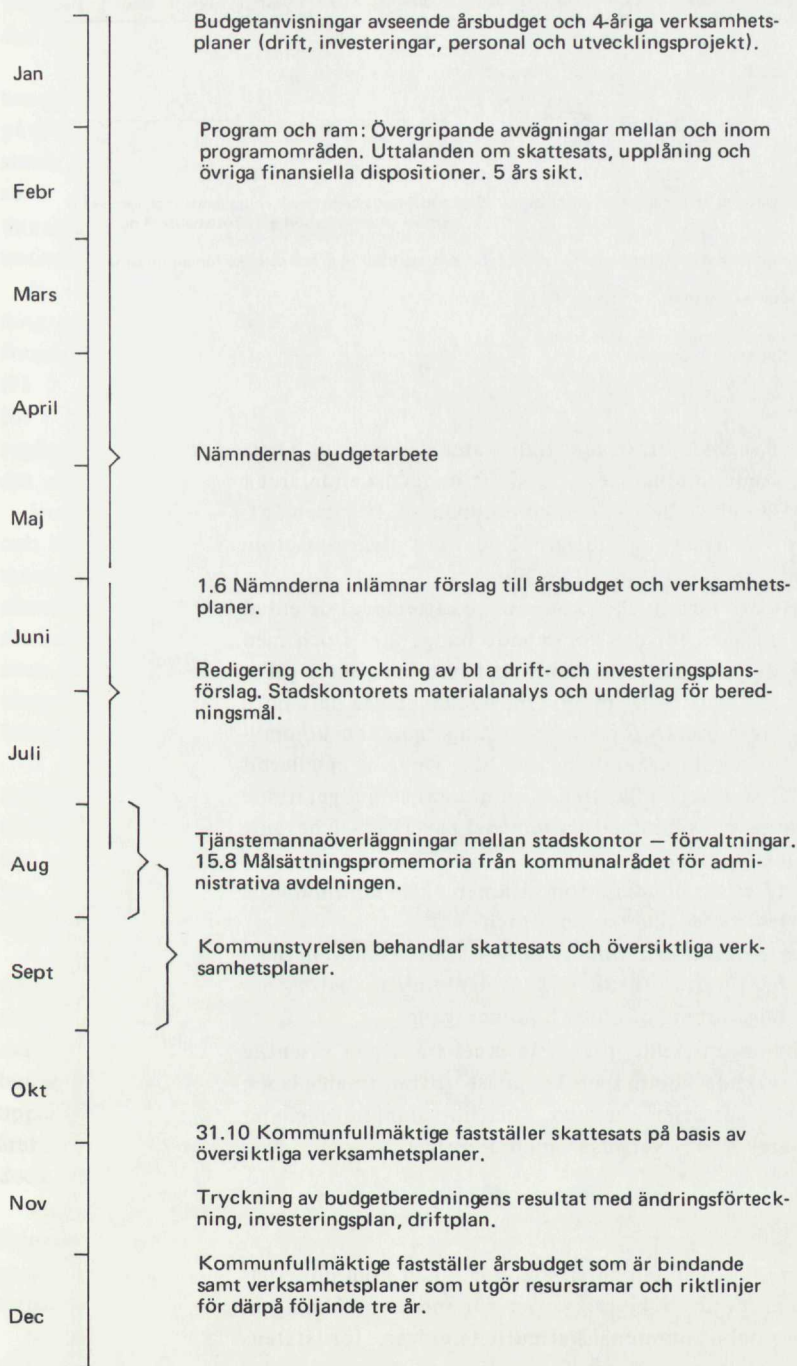 Budgetanvisningar avseende årsbudget och 4-åriga verksamhets-
planer (drift, investeringar, personal och utvecklingsprojekt).
Jan
Program och ram: Övergripande avvägningar mellan och inom
programområden. Uttalanden om skattesats, upplåning och
övriga finansiella dispositioner. 5 års sikt.
Febr
Mars
April
Nämndernas budgetarbete
Maj
1.6 Nämnderna inlämnar förslag till årsbudget och verksamhets-
planer.
Juni
Redigering och tryckning av bl a drift- och investeringsplans-
förslag. Stadskontorets materialanalys och underlag för bered-
ningsmål.
Juli
Tjänstemannaöverläggningar mellan stadskontor – förvaltningar.
15.8 Målsättningspromemoria från kommunalrådet för admi-
nistrativa avdelningen.
Aug
Kommunstyrelsen behandlar skattesats och översiktliga verk-
samhetsplaner.
Sept
Okt
31.10 Kommunfullmäktige fastställer skattesats på basis av
översiktliga verksamhetsplaner.
Nov
Tryckning av budgetberedningens resultat med ändringsförteck-
ning, investeringsplan, driftplan.
Kommunfullmäktige fastställer årsbudget som är bindande
samt verksamhetsplaner som utgör resursramar och riktlinjer
för därpå följande tre år.
Dec